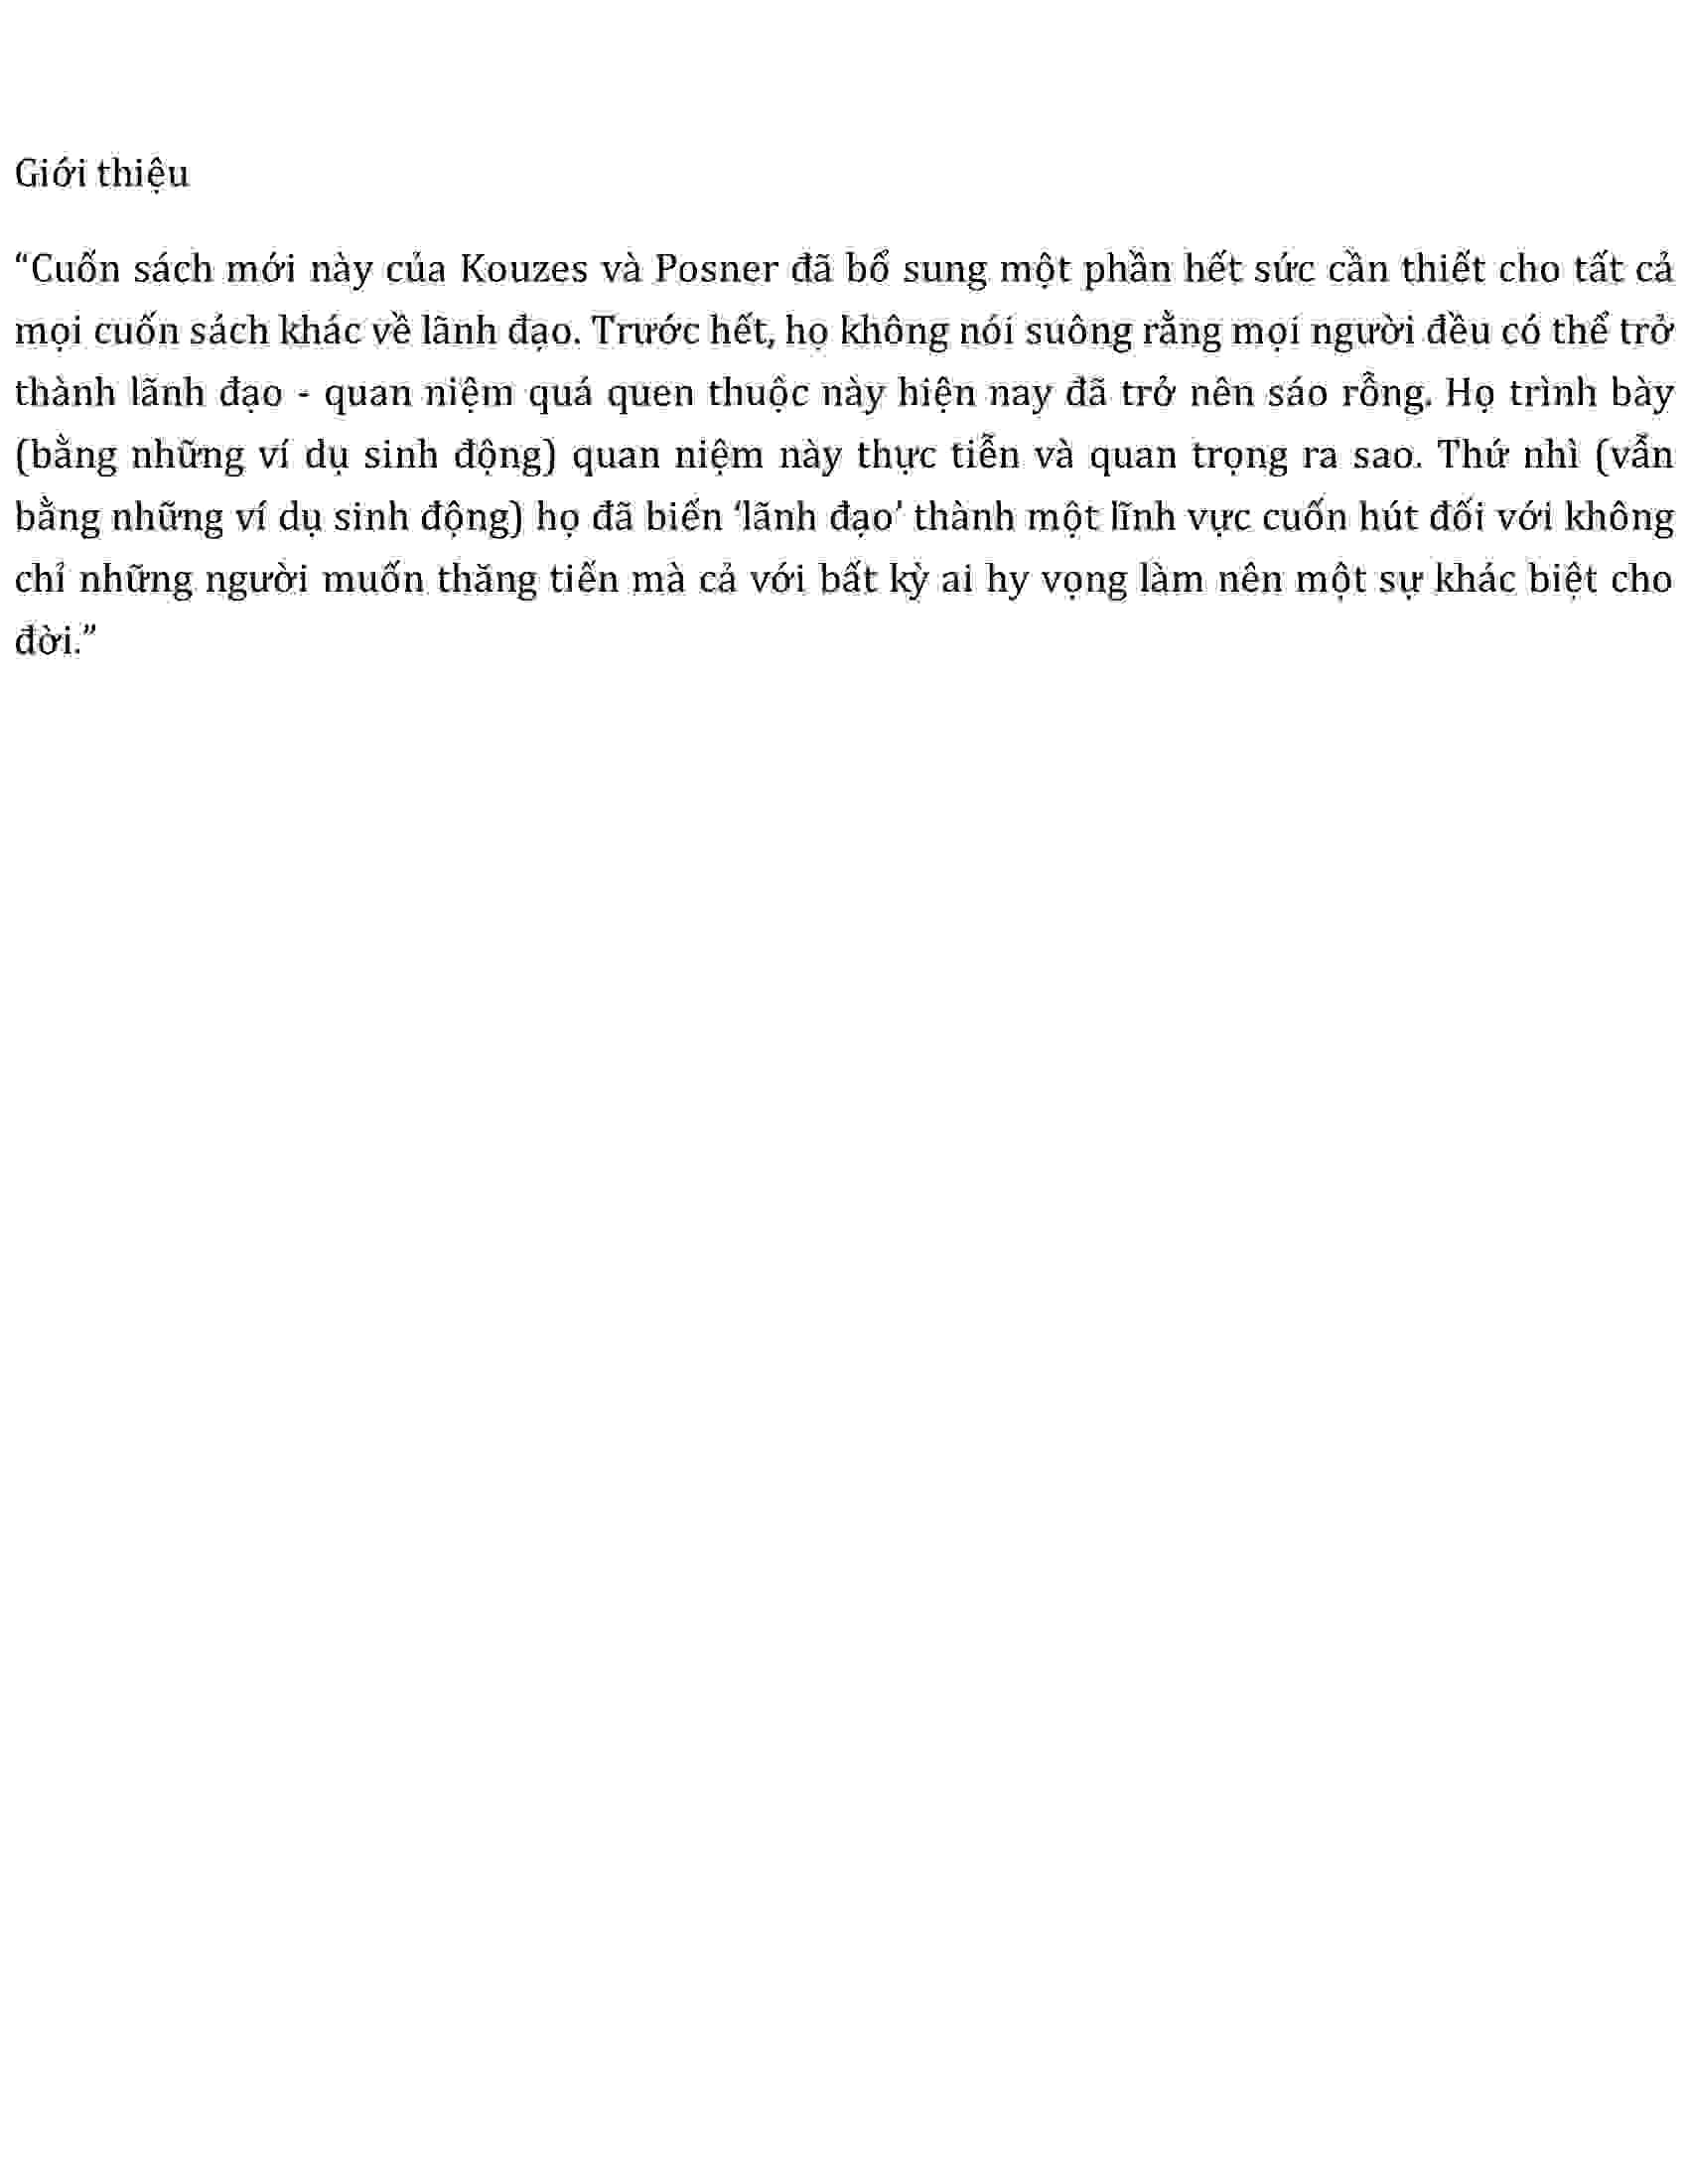 Giới thiệu
“Cuốn sách mới này của Kouzes và Posner đã bổ sung một phần hết sức cần thiết cho tất cả
mọi cuốn sách khác về lãnh đạo. Trước hết, họ không nói suông rằng mọi người đều có thể trở
thành lãnh đạo - quan niệm quá quen thuộc này hiện nay đã trở nên sáo rỗng. Họ trình bày
(bằng những ví dụ sinh động) quan niệm này thực tiễn và quan trọng ra sao. Thứ nhì (vẫn
bằng những ví dụ sinh động) họ đã biến ‘lãnh đạo’ thành một lĩnh vực cuốn hút đối với không
chỉ những người muốn thăng tiến mà cả với bất kỳ ai hy vọng làm nên một sự khác biệt cho
đời.”